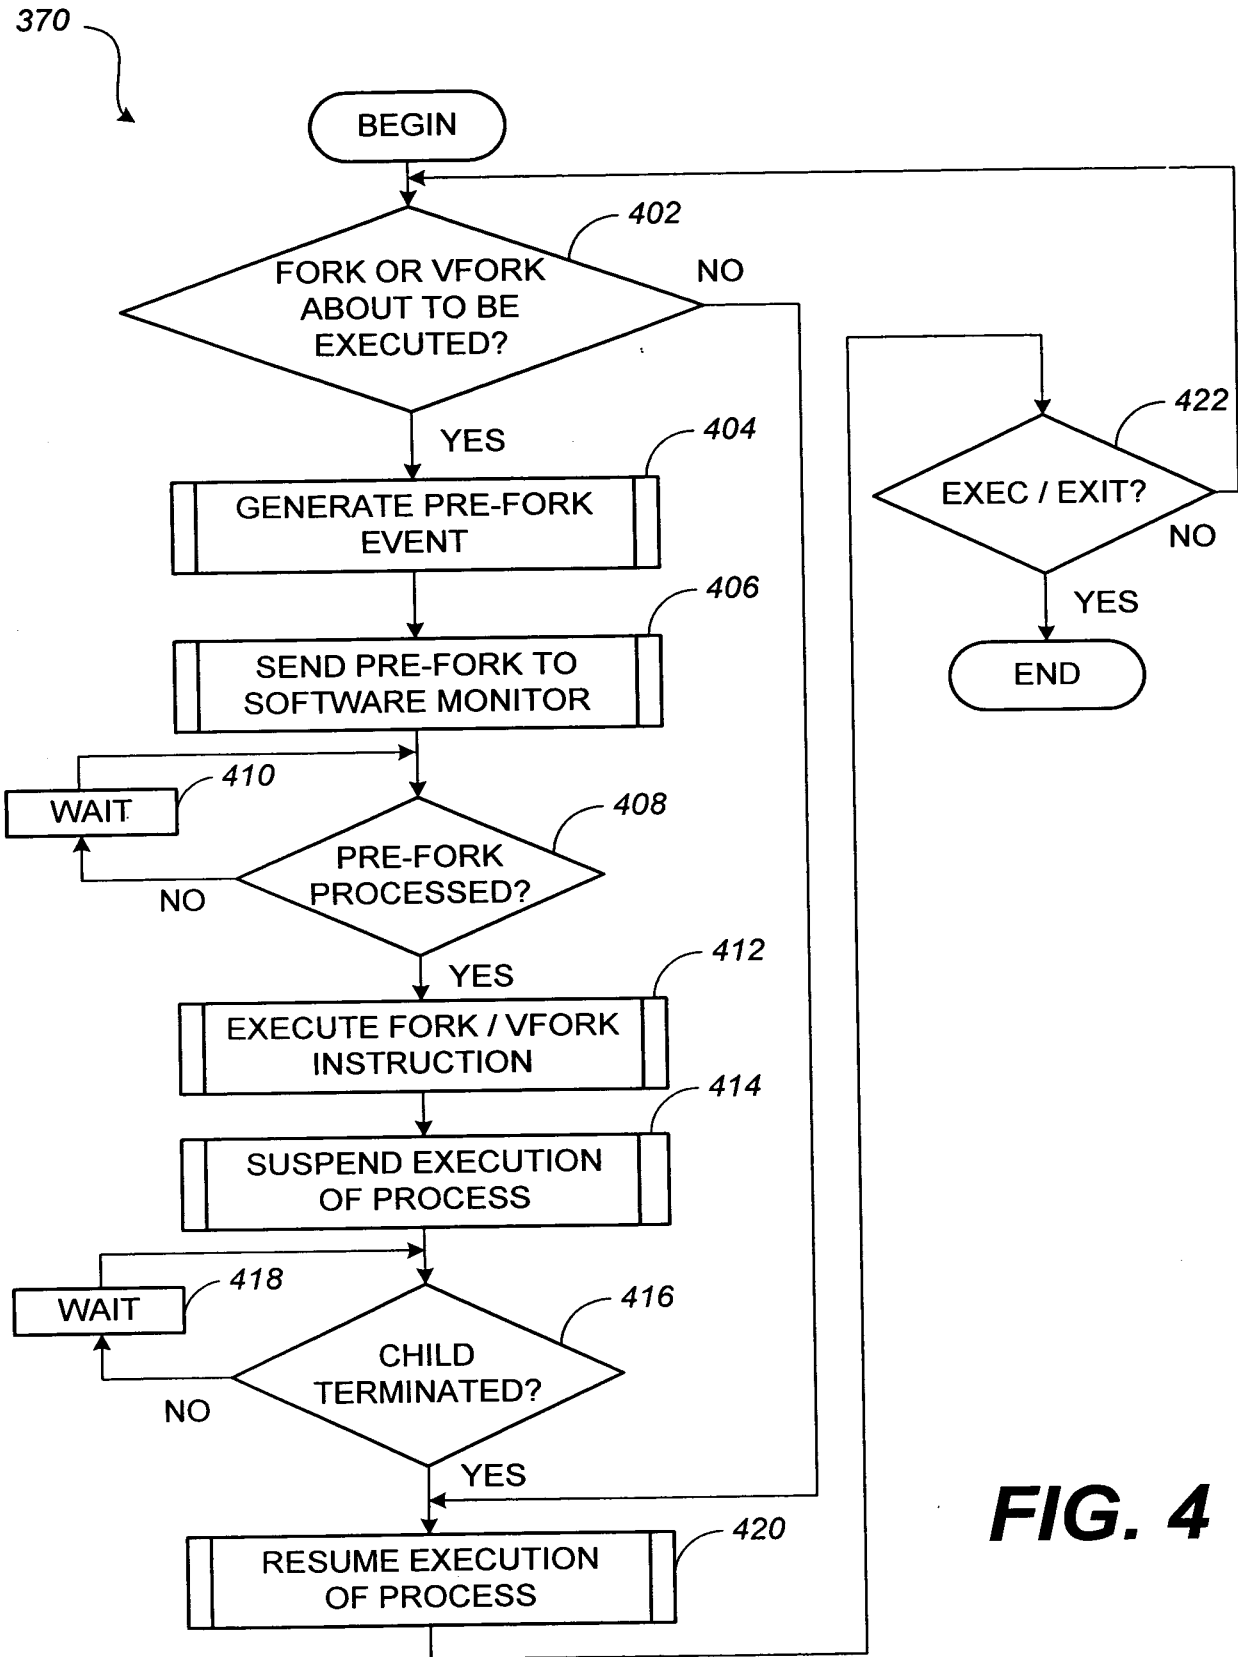 370
BEGIN
402
FORK OR VFORK
ABOUT TO BE
EXECUTED?
NO
YES
404
GENERATE PRE-FORK
EVENT
406
SEND PRE-FORK TO
SOFTWARE MONITOR
410
WAIT
408
PRE-FORK
PROCESSED?
NO
YES
412
EXECUTE FORK / VFORK
INSTRUCTION
414
SUSPEND EXECUTION
OF PROCESS
418
WAIT
416
CHILD
TERMINATED?
NO
YES
420
RESUME EXECUTION
OF PROCESS
422
EXEC / EXIT?
NO
YES
END
FIG. 4